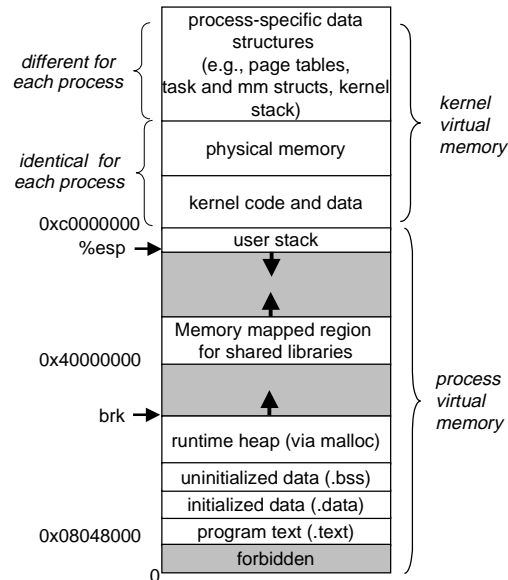 process-specific data
structures
(e.g., page tables,
task and mm structs, kernel
stack)
different for
each process
kernel
virtual
memory
physical memory
identical for
each process
kernel code and data
0xc0000000
user stack
%esp
Memory mapped region
for shared libraries
0x40000000
process
virtual
memory
brk
runtime heap (via malloc)
uninitialized data (.bss)
initialized data (.data)
program text (.text)
0x08048000
forbidden
0